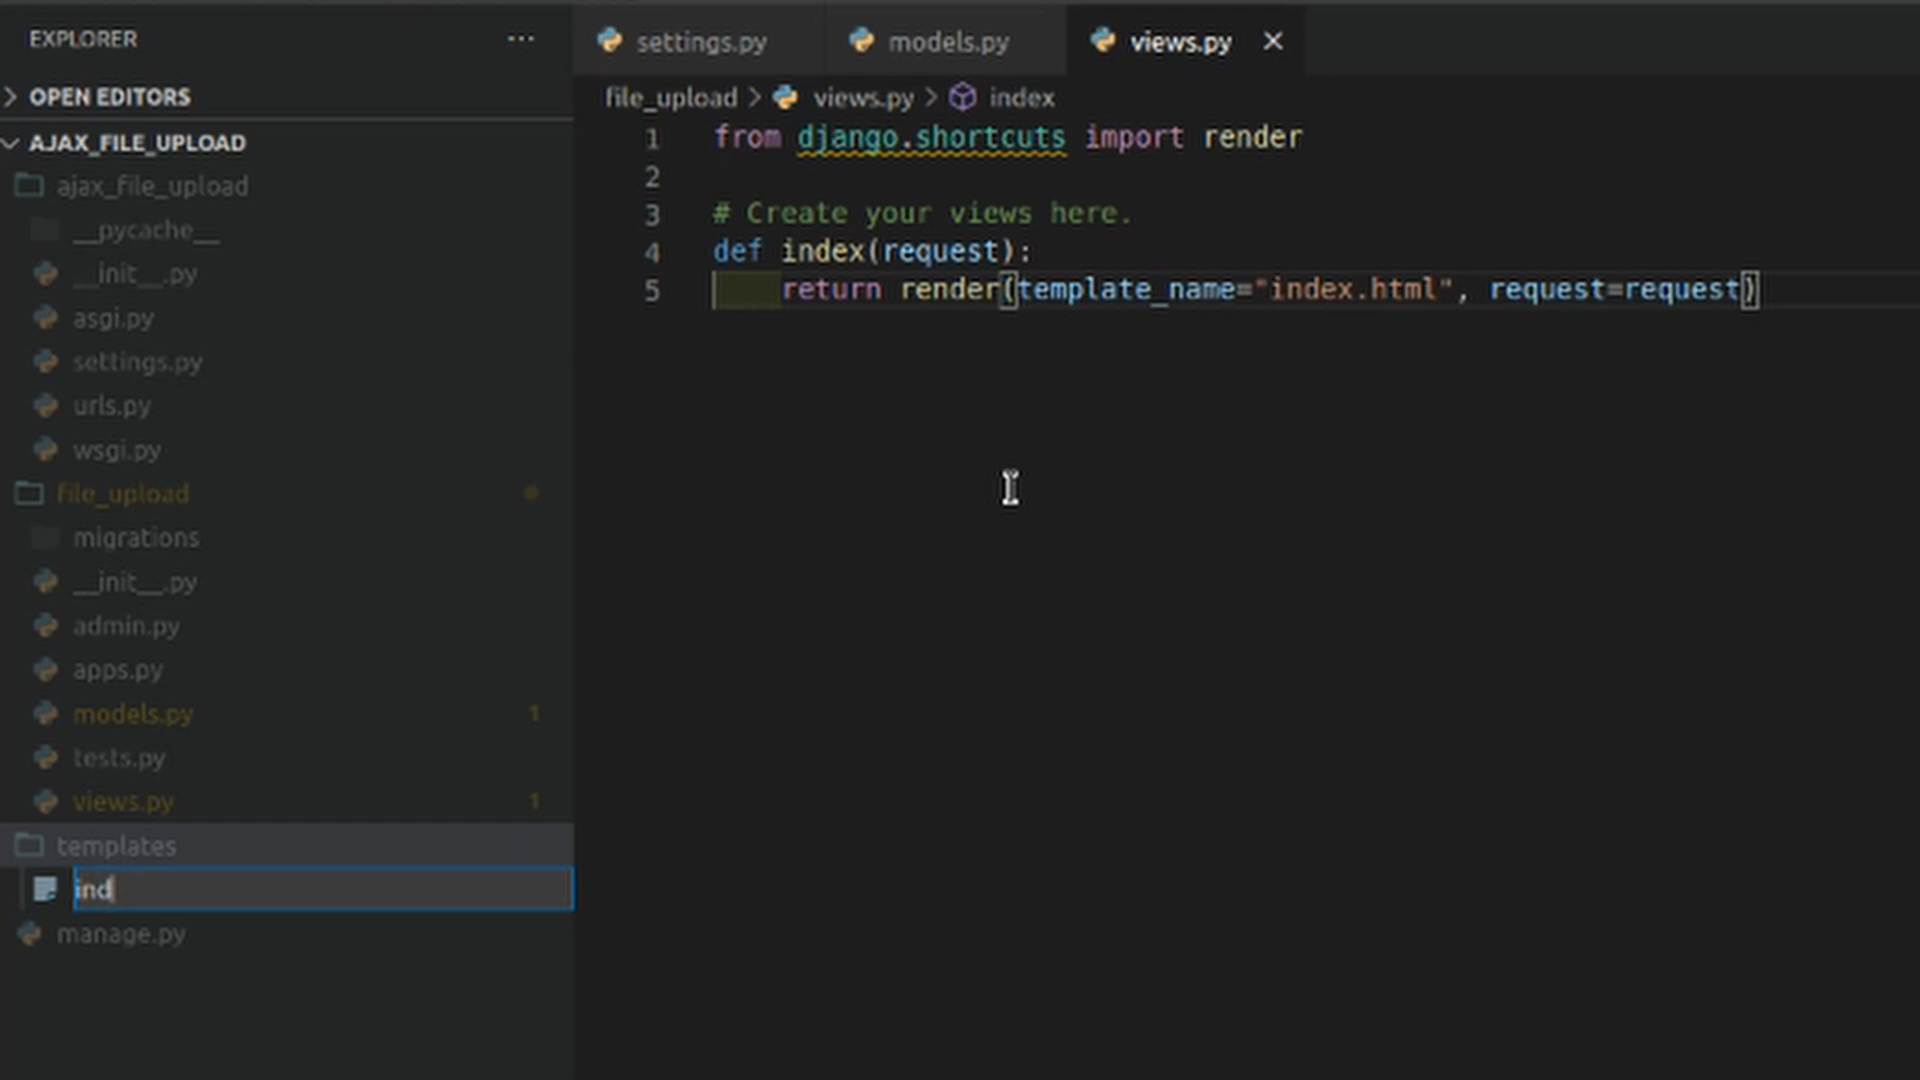 EXPLORER ...
OPEN EDITORS
AJAX_FILE_UPLOAD
ajax_file_upload
__pycache__
__init__.py
asgi.py
settings.py
urls.py
wsgi.py
file_upload
migrations
__init__.py
admin.py
apps.py
models.py 1
tests.py
views.py 1
templates
ind
manage.py
settings.py models.py views.py
file_upload > views.py > index
1 from django.shortcuts import render
2
3 # Create your views here.
4 def index(request):
5 return render(template_name="index.html", request=request)